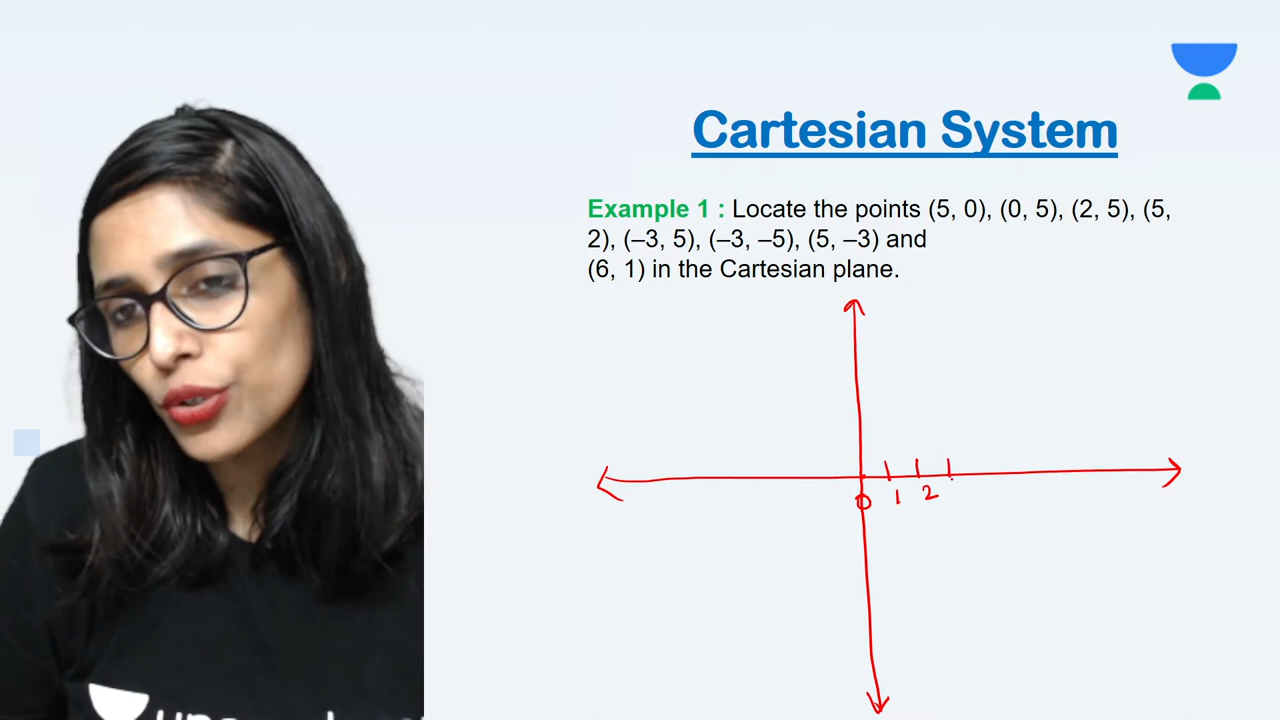 Cartesian System
Example 1 : Locate the points (5, 0), (0, 5), (2, 5), (5,
2), (–3, 5), (–3, –5), (5, –3) and
(6, 1) in the Cartesian plane.
0 1 2